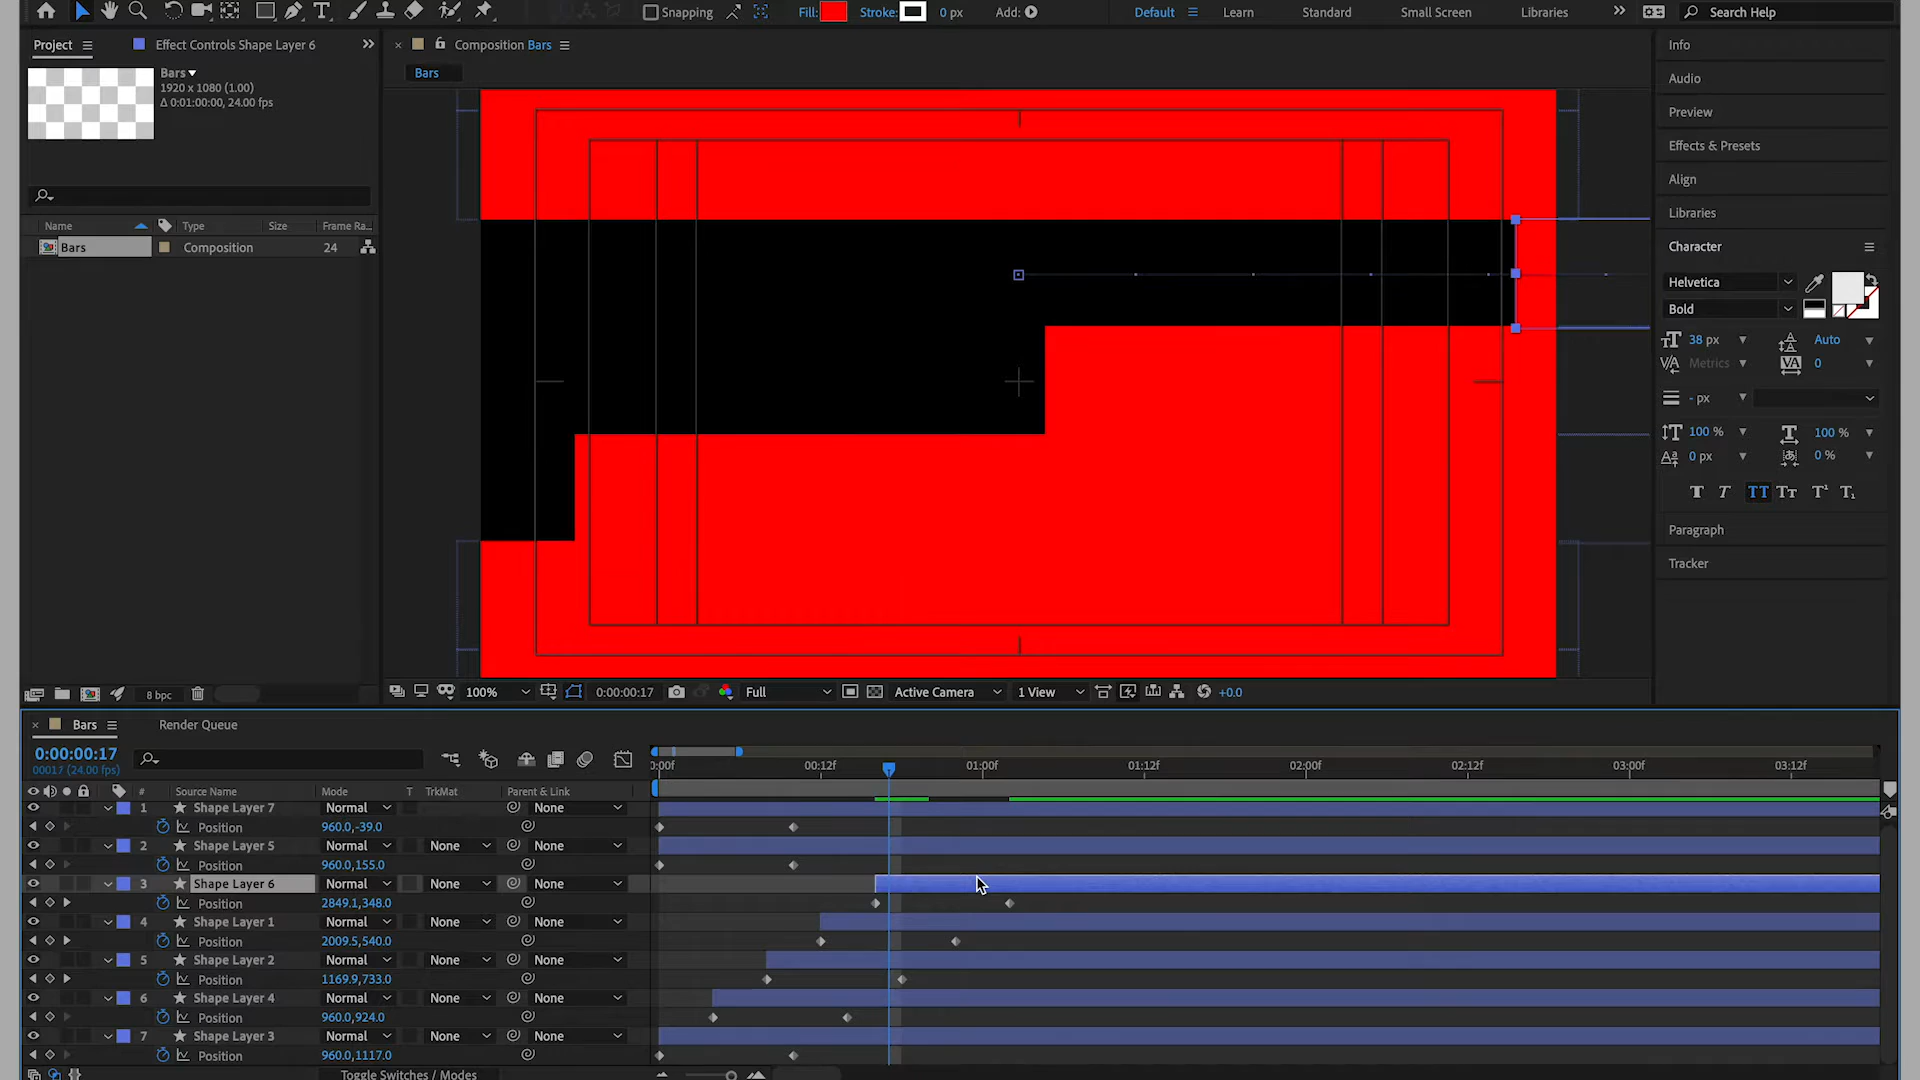 Snapping Fill: Stroke: 0 px Add: Default Learn Standard Small Screen Libraries Search Help
Project Effect Controls Shape Layer 6 Composition Bars Info
Bars
Bars
1920 x 1080 (1.00)
Δ 0:01:00:00, 24.00 fps
Audio
Preview
Effects & Presets
Align
Libraries
Name Type Size Frame Ra...
Bars Composition 24
Character
Helvetica
Bold
38 px Auto
Metrics 0
- px
100 % 100 %
0 px 0 %
T T TT TT T¹ T₁
Paragraph
Tracker
8 bpc 100% 0:00:00:17 Full Active Camera 1 View +0.0
Bars Render Queue
0:00:00:17
00017 (24.00 fps)
0:00f 00:12f 01:00f 01:12f 02:00f 02:12f 03:00f 03:12f
# Source Name Mode T TrkMat Parent & Link
1 Shape Layer 7 Normal None
Position 960.0,-39.0
2 Shape Layer 5 Normal None None
Position 960.0,155.0
3 Shape Layer 6 Normal None None
Position 2849.1,348.0
4 Shape Layer 1 Normal None None
Position 2009.5,540.0
5 Shape Layer 2 Normal None None
Position 1169.9,733.0
6 Shape Layer 4 Normal None None
Position 960.0,924.0
7 Shape Layer 3 Normal None None
Position 960.0,1117.0
Toggle Switches / Modes